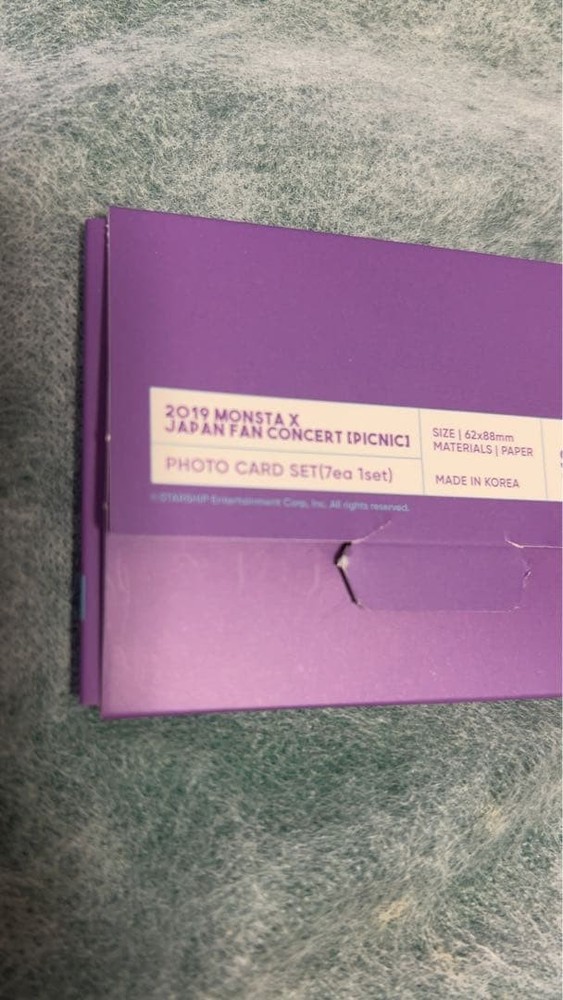 2019 MONSTA X
JAPAN FAN CONCERT [PICNIC]
PHOTO CARD SET(7ea 1set)
SIZE | 62x88mm
MATERIALS | PAPER
MADE IN KOREA
© STARSHIP Entertainment Corp, Inc. All rights reserved.